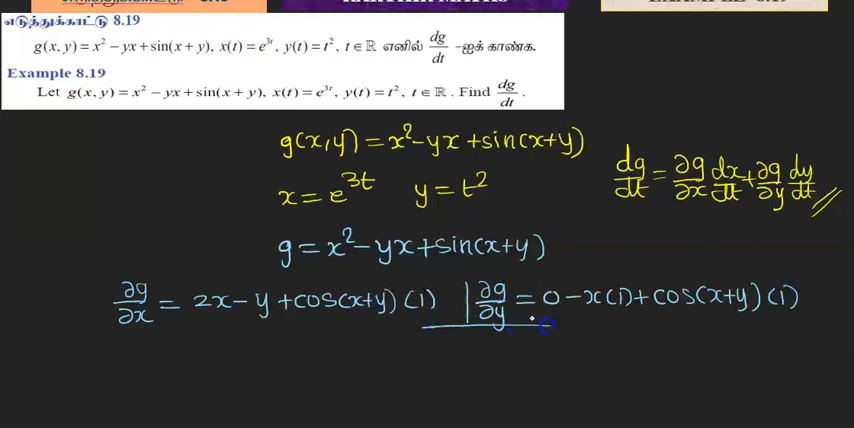 எடுத்துக்காட்டு 8.19
g(x, y) = x² − yx + sin(x + y), x(t) = e³ᵗ, y(t) = t², t ∈ ℝ எனில் dg/dt -ஐக் காண்க.
Example 8.19
Let g(x, y) = x² − yx + sin(x + y), x(t) = e³ᵗ, y(t) = t², t ∈ ℝ. Find dg/dt.
g(x,y) = x² - yx + sin(x+y)
x = e³ᵗ y = t²
dg/dt = ∂g/∂x dx/dt + ∂g/∂y dy/dt //
g = x² - yx + sin(x+y)
∂g/∂x = 2x - y + cos(x+y)(1) | ∂g/∂y = 0 - x(1) + cos(x+y)(1)